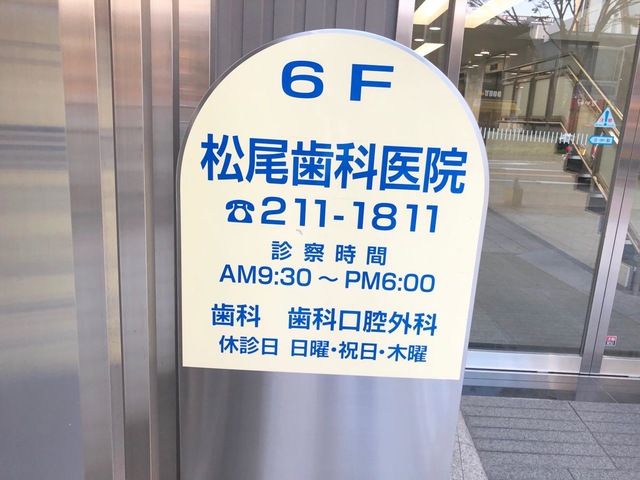 6F
松尾歯科医院
☎211-1811
診察時間
AM9:30～PM6:00
歯科 歯科口腔外科
休診日 日曜・祝日・木曜